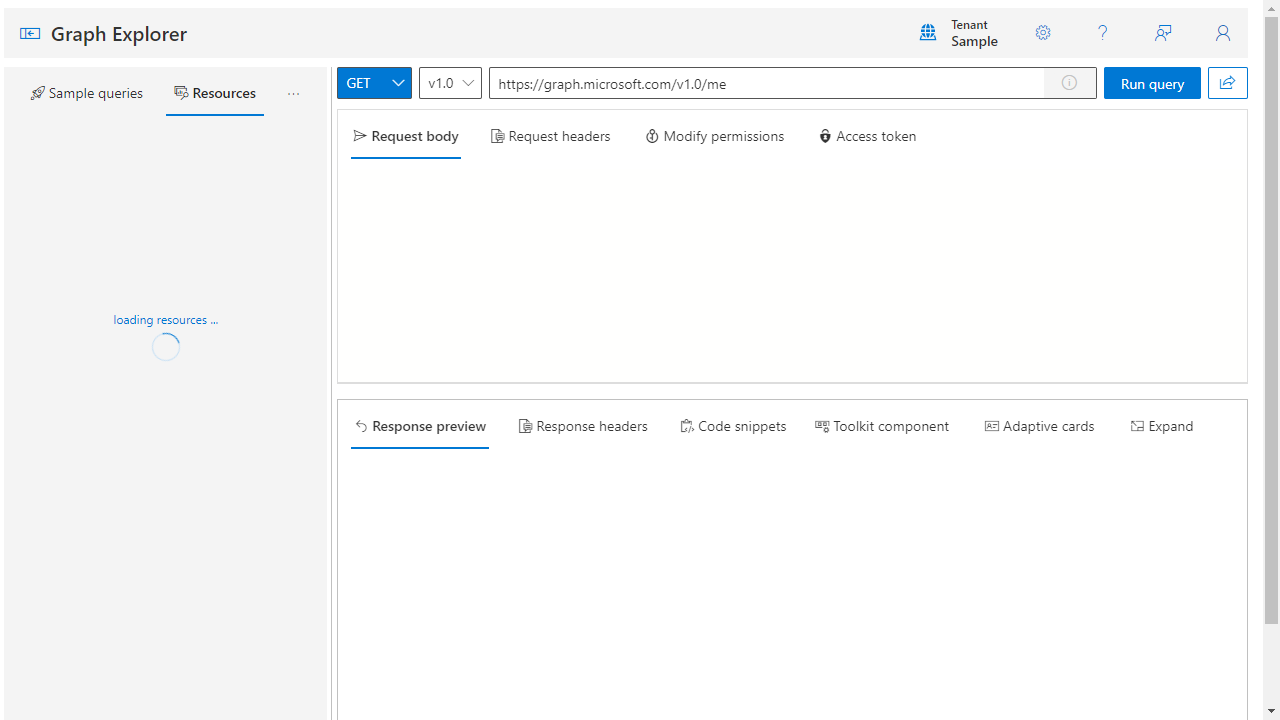 Graph Explorer
Tenant
Sample
Sample queries
Resources
loading resources ...
GET
v1.0
https://graph.microsoft.com/v1.0/me
Run query
Request body
Request headers
Modify permissions
Access token
Response preview
Response headers
Code snippets
Toolkit component
Adaptive cards
Expand